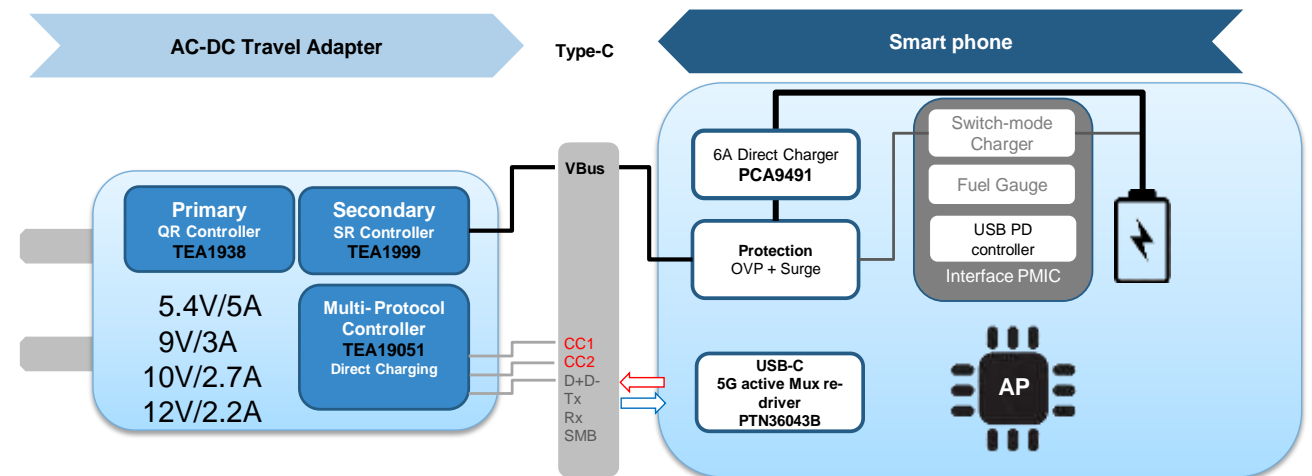 AC-DC Travel Adapter
Type-C
Smart phone
Primary
QR Controller
TEA1938
Secondary
SR Controller
TEA1999
5.4V/5A
9V/3A
10V/2.7A
12V/2.2A
Multi-Protocol
Controller
TEA19051
Direct Charging
VBus
CC1
CC2
D+D-
Tx
Rx
SMB
6A Direct Charger
PCA9491
Protection
OVP + Surge
Switch-mode
Charger
Fuel Gauge
USB PD
controller
Interface PMIC
USB-C
5G active Mux re-
driver
PTN36043B
AP